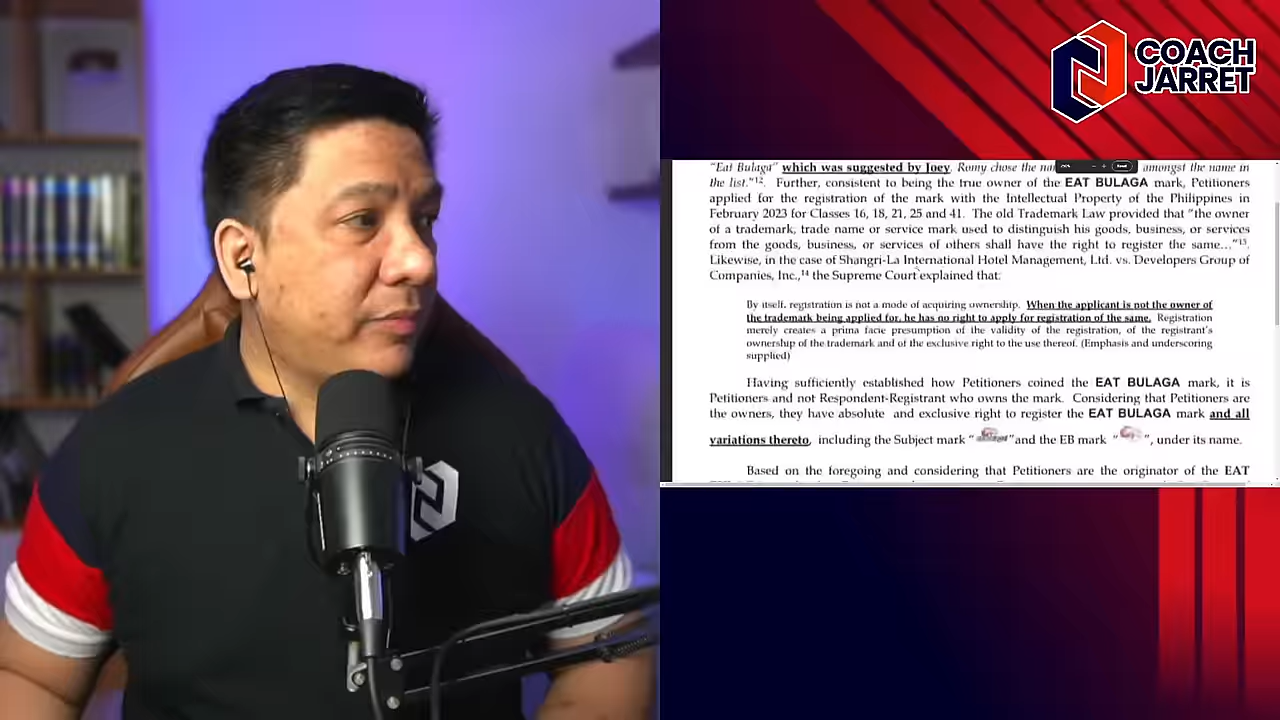 COACH
JARRET
"Eat Bulaga" which was suggested by Joey, Romy chose the amongst the name in
the list."12. Further, consistent to being the true owner of the EAT BULAGA mark, Petitioners
applied for the registration of the mark with the Intellectual Property of the Philippines in
February 2023 for Classes 16, 18, 21, 25 and 41. The old Trademark Law provided that "the owner
of a trademark, trade name or service mark used to distinguish his goods, business, or services
from the goods, business, or services of others shall have the right to register the same..."13.
Likewise, in the case of Shangri-La International Hotel Management, Ltd. vs. Developers Group of
Companies, Inc.,14 the Supreme Court explained that:
By itself, registration is not a mode of acquiring ownership. When the applicant is not the owner of
the trademark being applied for, he has no right to apply for registration of the same. Registration
merely creates a prima facie presumption of the validity of the registration, of the registrant's
ownership of the trademark and of the exclusive right to the use thereof. (Emphasis and underscoring
supplied)
Having sufficiently established how Petitioners coined the EAT BULAGA mark, it is
Petitioners and not Respondent-Registrant who owns the mark. Considering that Petitioners are
the owners, they have absolute and exclusive right to register the EAT BULAGA mark and all
variations thereto, including the Subject mark " " and the EB mark " ", under its name.
Based on the foregoing and considering that Petitioners are the originator of the EAT